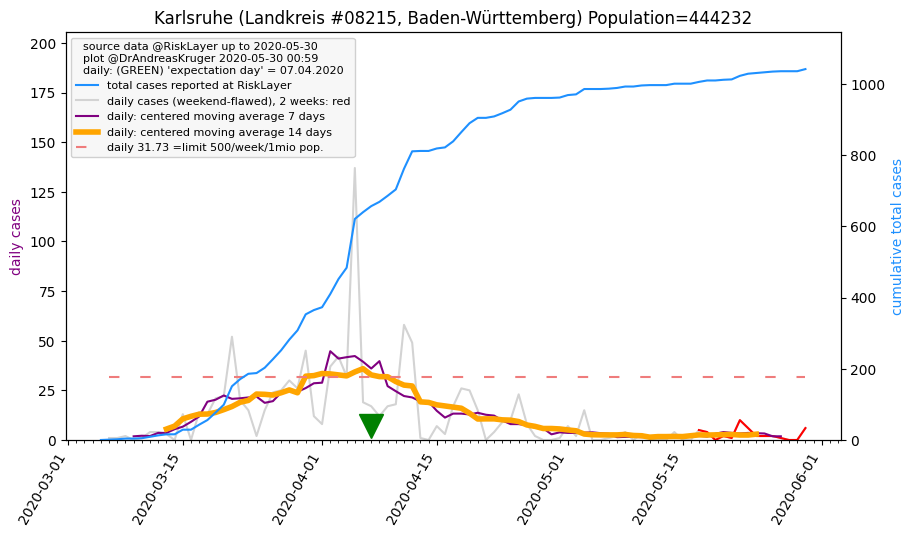 Karlsruhe (Landkreis #08215, Baden-Württemberg) Population=444232
source data @RiskLayer up to 2020-05-30
plot @DrAndreasKruger 2020-05-30 00:59
daily: (GREEN) 'expectation day' = 07.04.2020
total cases reported at RiskLayer
daily cases (weekend-flawed), 2 weeks: red
daily: centered moving average 7 days
daily: centered moving average 14 days
daily 31.73 =limit 500/week/1mio pop.
daily cases
200
175
150
125
100
75
50
25
0
1000
800
600
400
200
0
cumulative total cases
2020-03-01
2020-03-15
2020-04-01
2020-04-15
2020-05-01
2020-05-15
2020-06-01